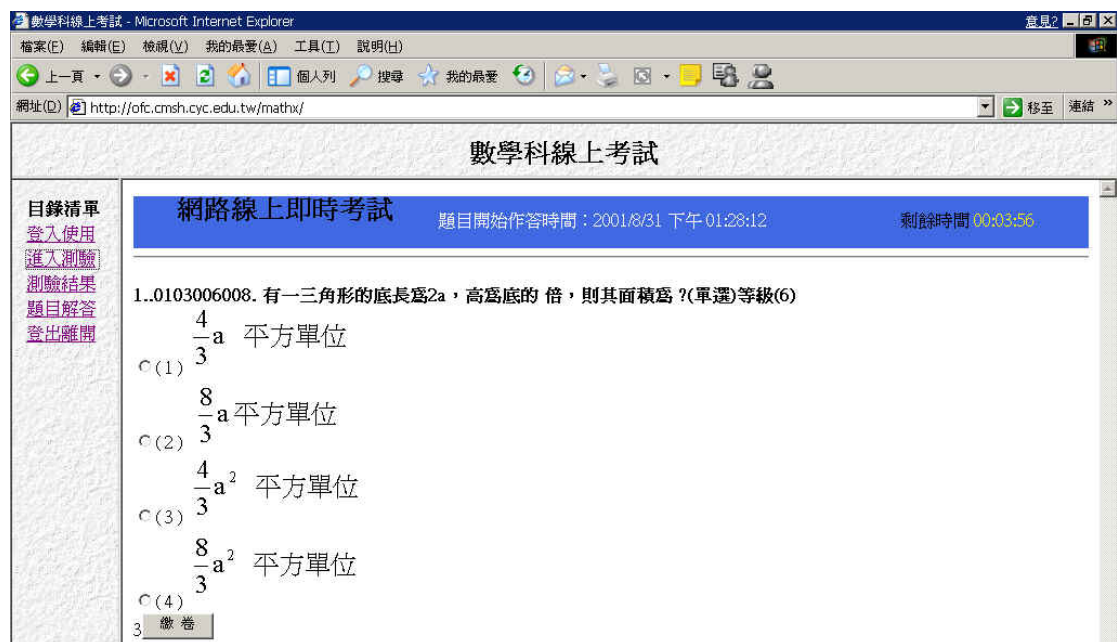 數學科線上考試 - Microsoft Internet Explorer 意見?
檔案(F) 編輯(E) 檢視(V) 我的最愛(A) 工具(T) 說明(H)
上一頁 個人列 搜尋 我的最愛
網址(D) http://ofc.cmsh.cyc.edu.tw/mathx/ 移至 連結 »
數學科線上考試
目錄清單
登入使用
進入測驗
測驗結果
題目解答
登出離開
網路線上即時考試 題目開始作答時間：2001/8/31 下午 01:28:12 剩餘時間 00:03:56
1..0103006008. 有一三角形的底長為2a，高為底的 倍，則其面積為 ?(單選)等級(6)
(1) 4/3 a 平方單位
(2) 8/3 a 平方單位
(3) 4/3 a² 平方單位
(4) 8/3 a² 平方單位
3 繳 卷